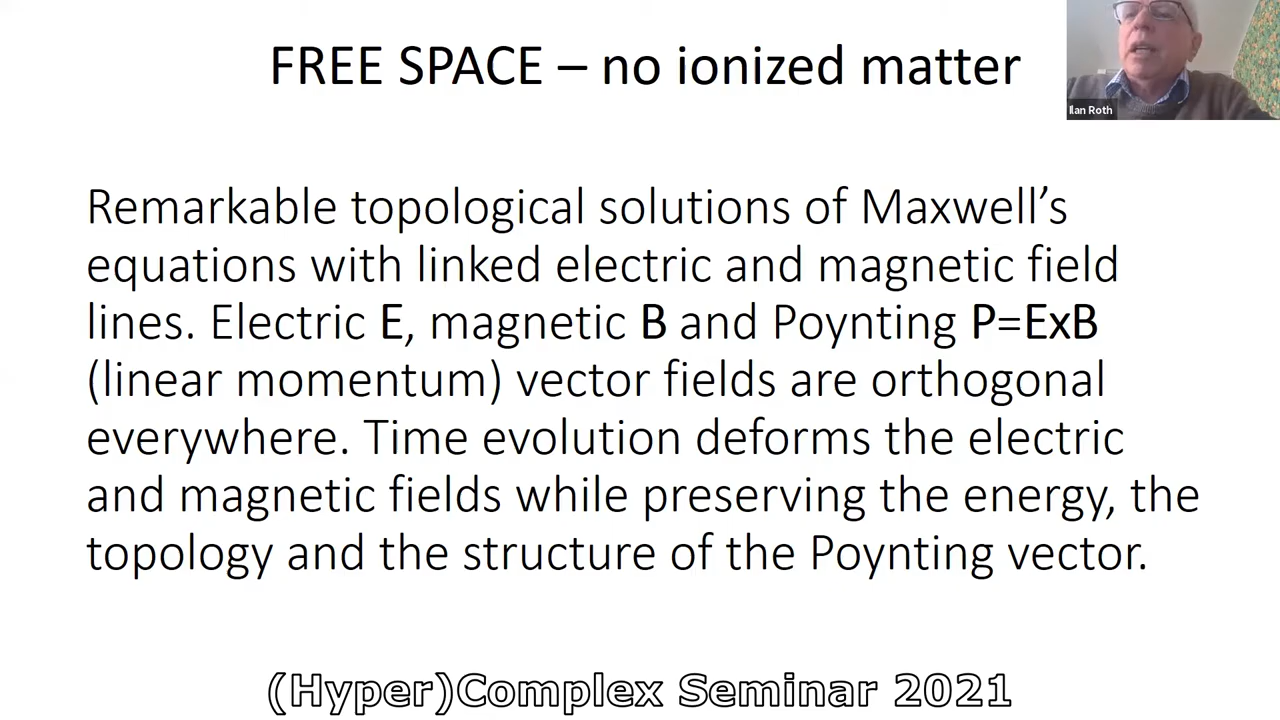 FREE SPACE – no ionized matter
Ilan Roth
Remarkable topological solutions of Maxwell’s
equations with linked electric and magnetic field
lines. Electric E, magnetic B and Poynting P=ExB
(linear momentum) vector fields are orthogonal
everywhere. Time evolution deforms the electric
and magnetic fields while preserving the energy, the
topology and the structure of the Poynting vector.
(Hyper)Complex Seminar 2021